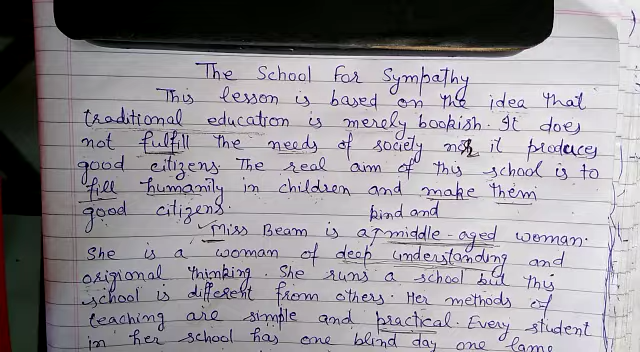 The School For Sympathy
This lesson is based on the idea that
traditional education is merely bookish. It does
not fulfill the needs of society nor it produces
good citizens. The real aim of this school is to
fill humanity in children and make them
good citizens.
Miss Beam is a kind and middle-aged woman.
She is a woman of deep understanding and
origional thinking. She runs a school but this
school is different from others. Her methods of
teaching are simple and practical. Every student
in her school has one blind day one lame